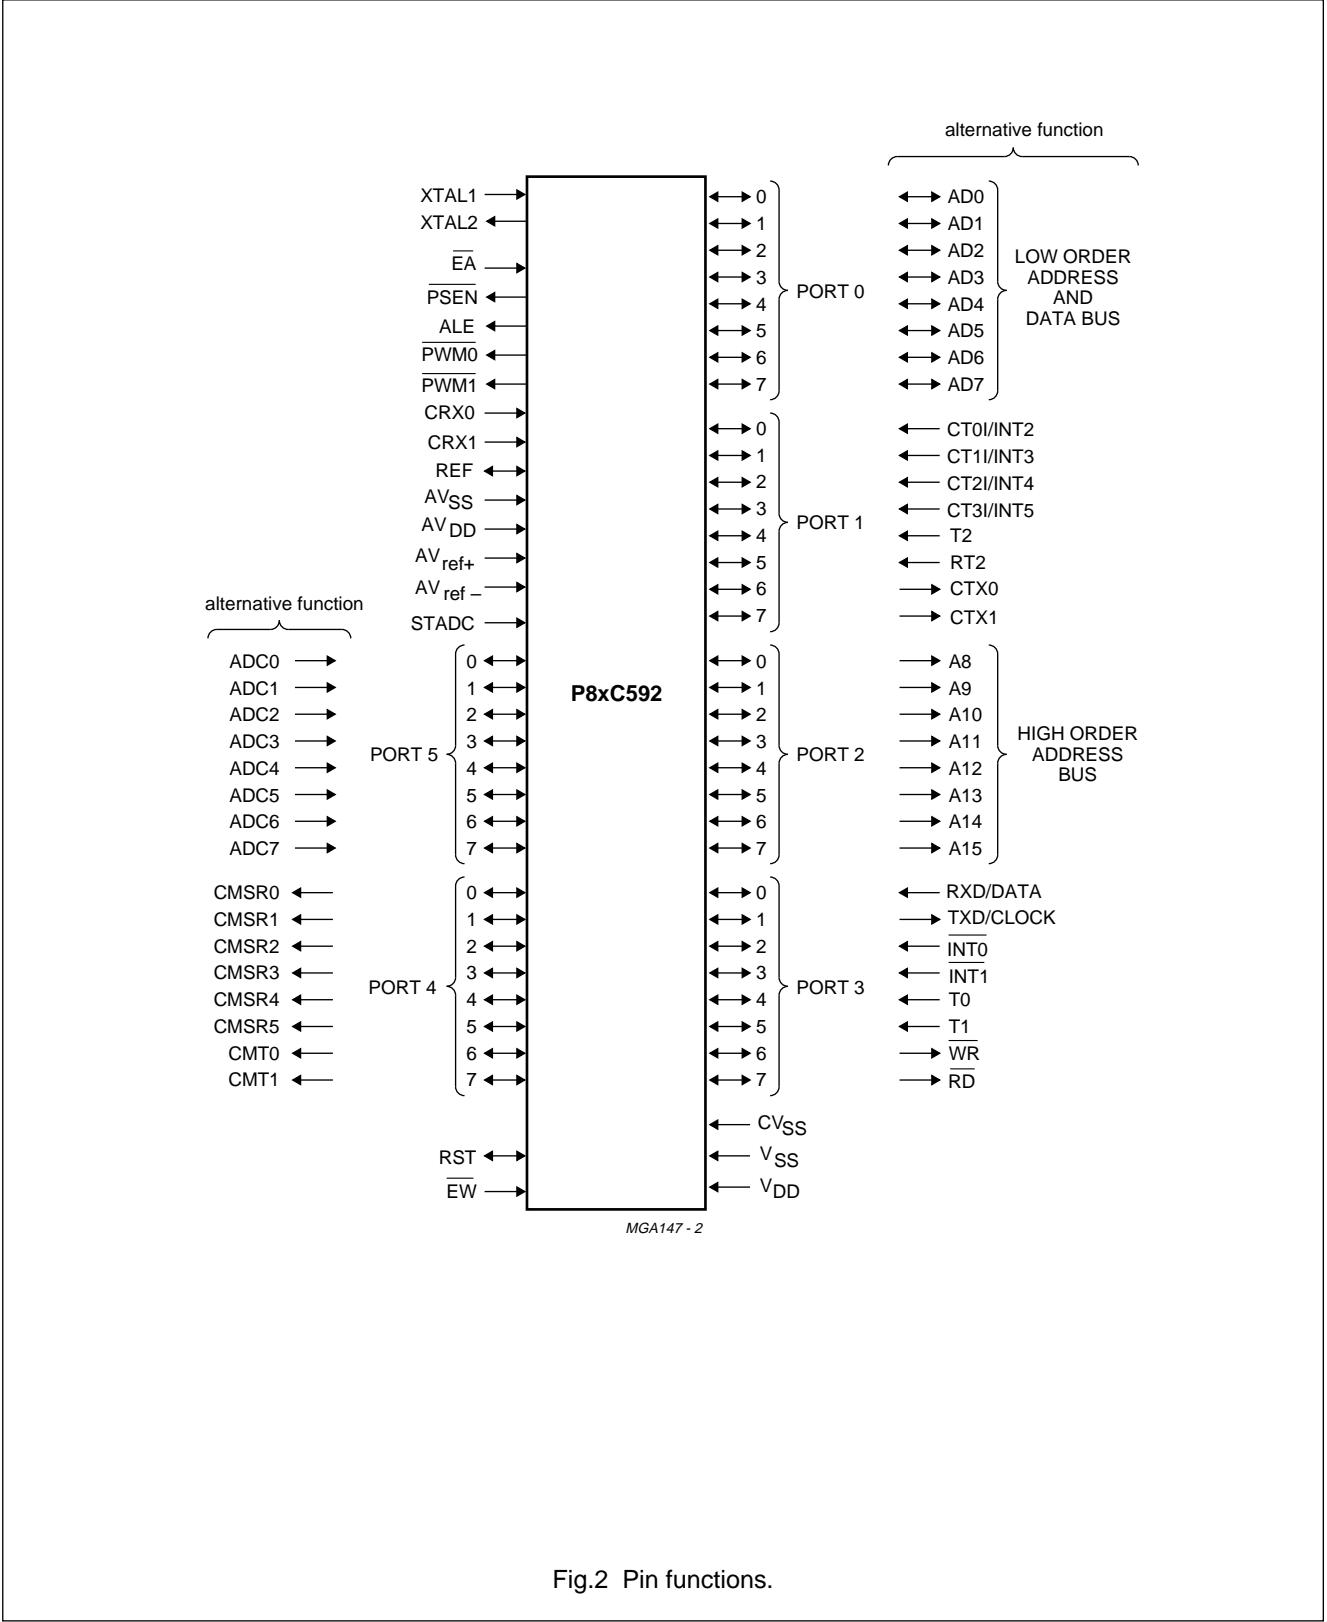 alternative function
XTAL1
XTAL2
EA
PSEN
ALE
PWM0
PWM1
CRX0
CRX1
REF
AVSS
AVDD
AVref+
AVref –
STADC
alternative function
ADC0
ADC1
ADC2
ADC3
ADC4
ADC5
ADC6
ADC7
PORT 5
0
1
2
3
4
5
6
7
CMSR0
CMSR1
CMSR2
CMSR3
CMSR4
CMSR5
CMT0
CMT1
PORT 4
0
1
2
3
4
5
6
7
RST
EW
P8xC592
0
1
2
3
4
5
6
7
PORT 0
AD0
AD1
AD2
AD3
AD4
AD5
AD6
AD7
LOW ORDER
ADDRESS
AND
DATA BUS
0
1
2
3
4
5
6
7
PORT 1
CT0I/INT2
CT1I/INT3
CT2I/INT4
CT3I/INT5
T2
RT2
CTX0
CTX1
0
1
2
3
4
5
6
7
PORT 2
A8
A9
A10
A11
A12
A13
A14
A15
HIGH ORDER
ADDRESS
BUS
0
1
2
3
4
5
6
7
PORT 3
RXD/DATA
TXD/CLOCK
INT0
INT1
T0
T1
WR
RD
CVSS
VSS
VDD
MGA147 - 2
Fig.2 Pin functions.